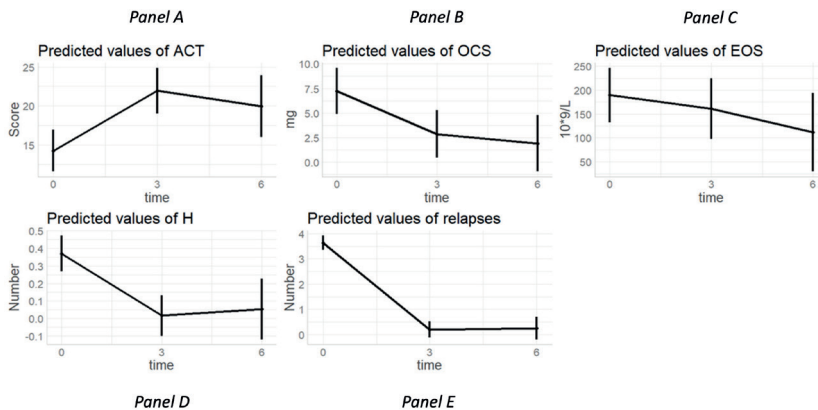 Panel A
Panel B
Panel C
Predicted values of ACT
25
20
15
Score
0
3
6
time
Predicted values of OCS
10.0
7.5
5.0
2.5
0.0
mg
0
3
6
time
Predicted values of EOS
250
200
150
100
50
10*9/L
0
3
6
time
Predicted values of H
0.5
0.4
0.3
0.2
0.1
0.0
-0.1
Number
0
3
6
time
Predicted values of relapses
4
3
2
1
0
Number
0
3
6
time
Panel D
Panel E